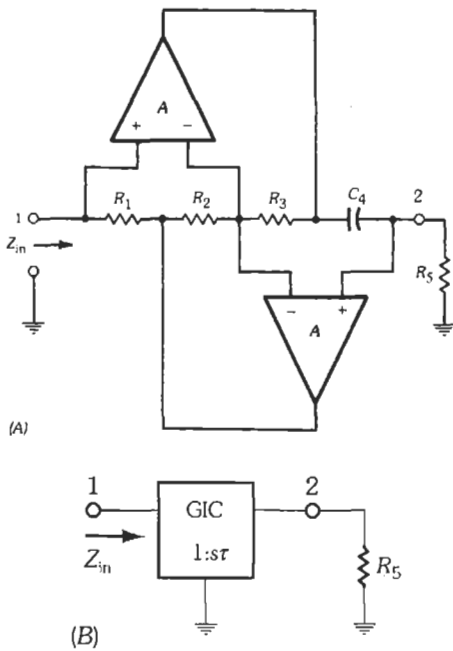 A
+ −
R1 R2 R3 C4 2
1
Zin
R5
− +
A
(A)
1 2
GIC
1:sτ
Zin
R5
(B)